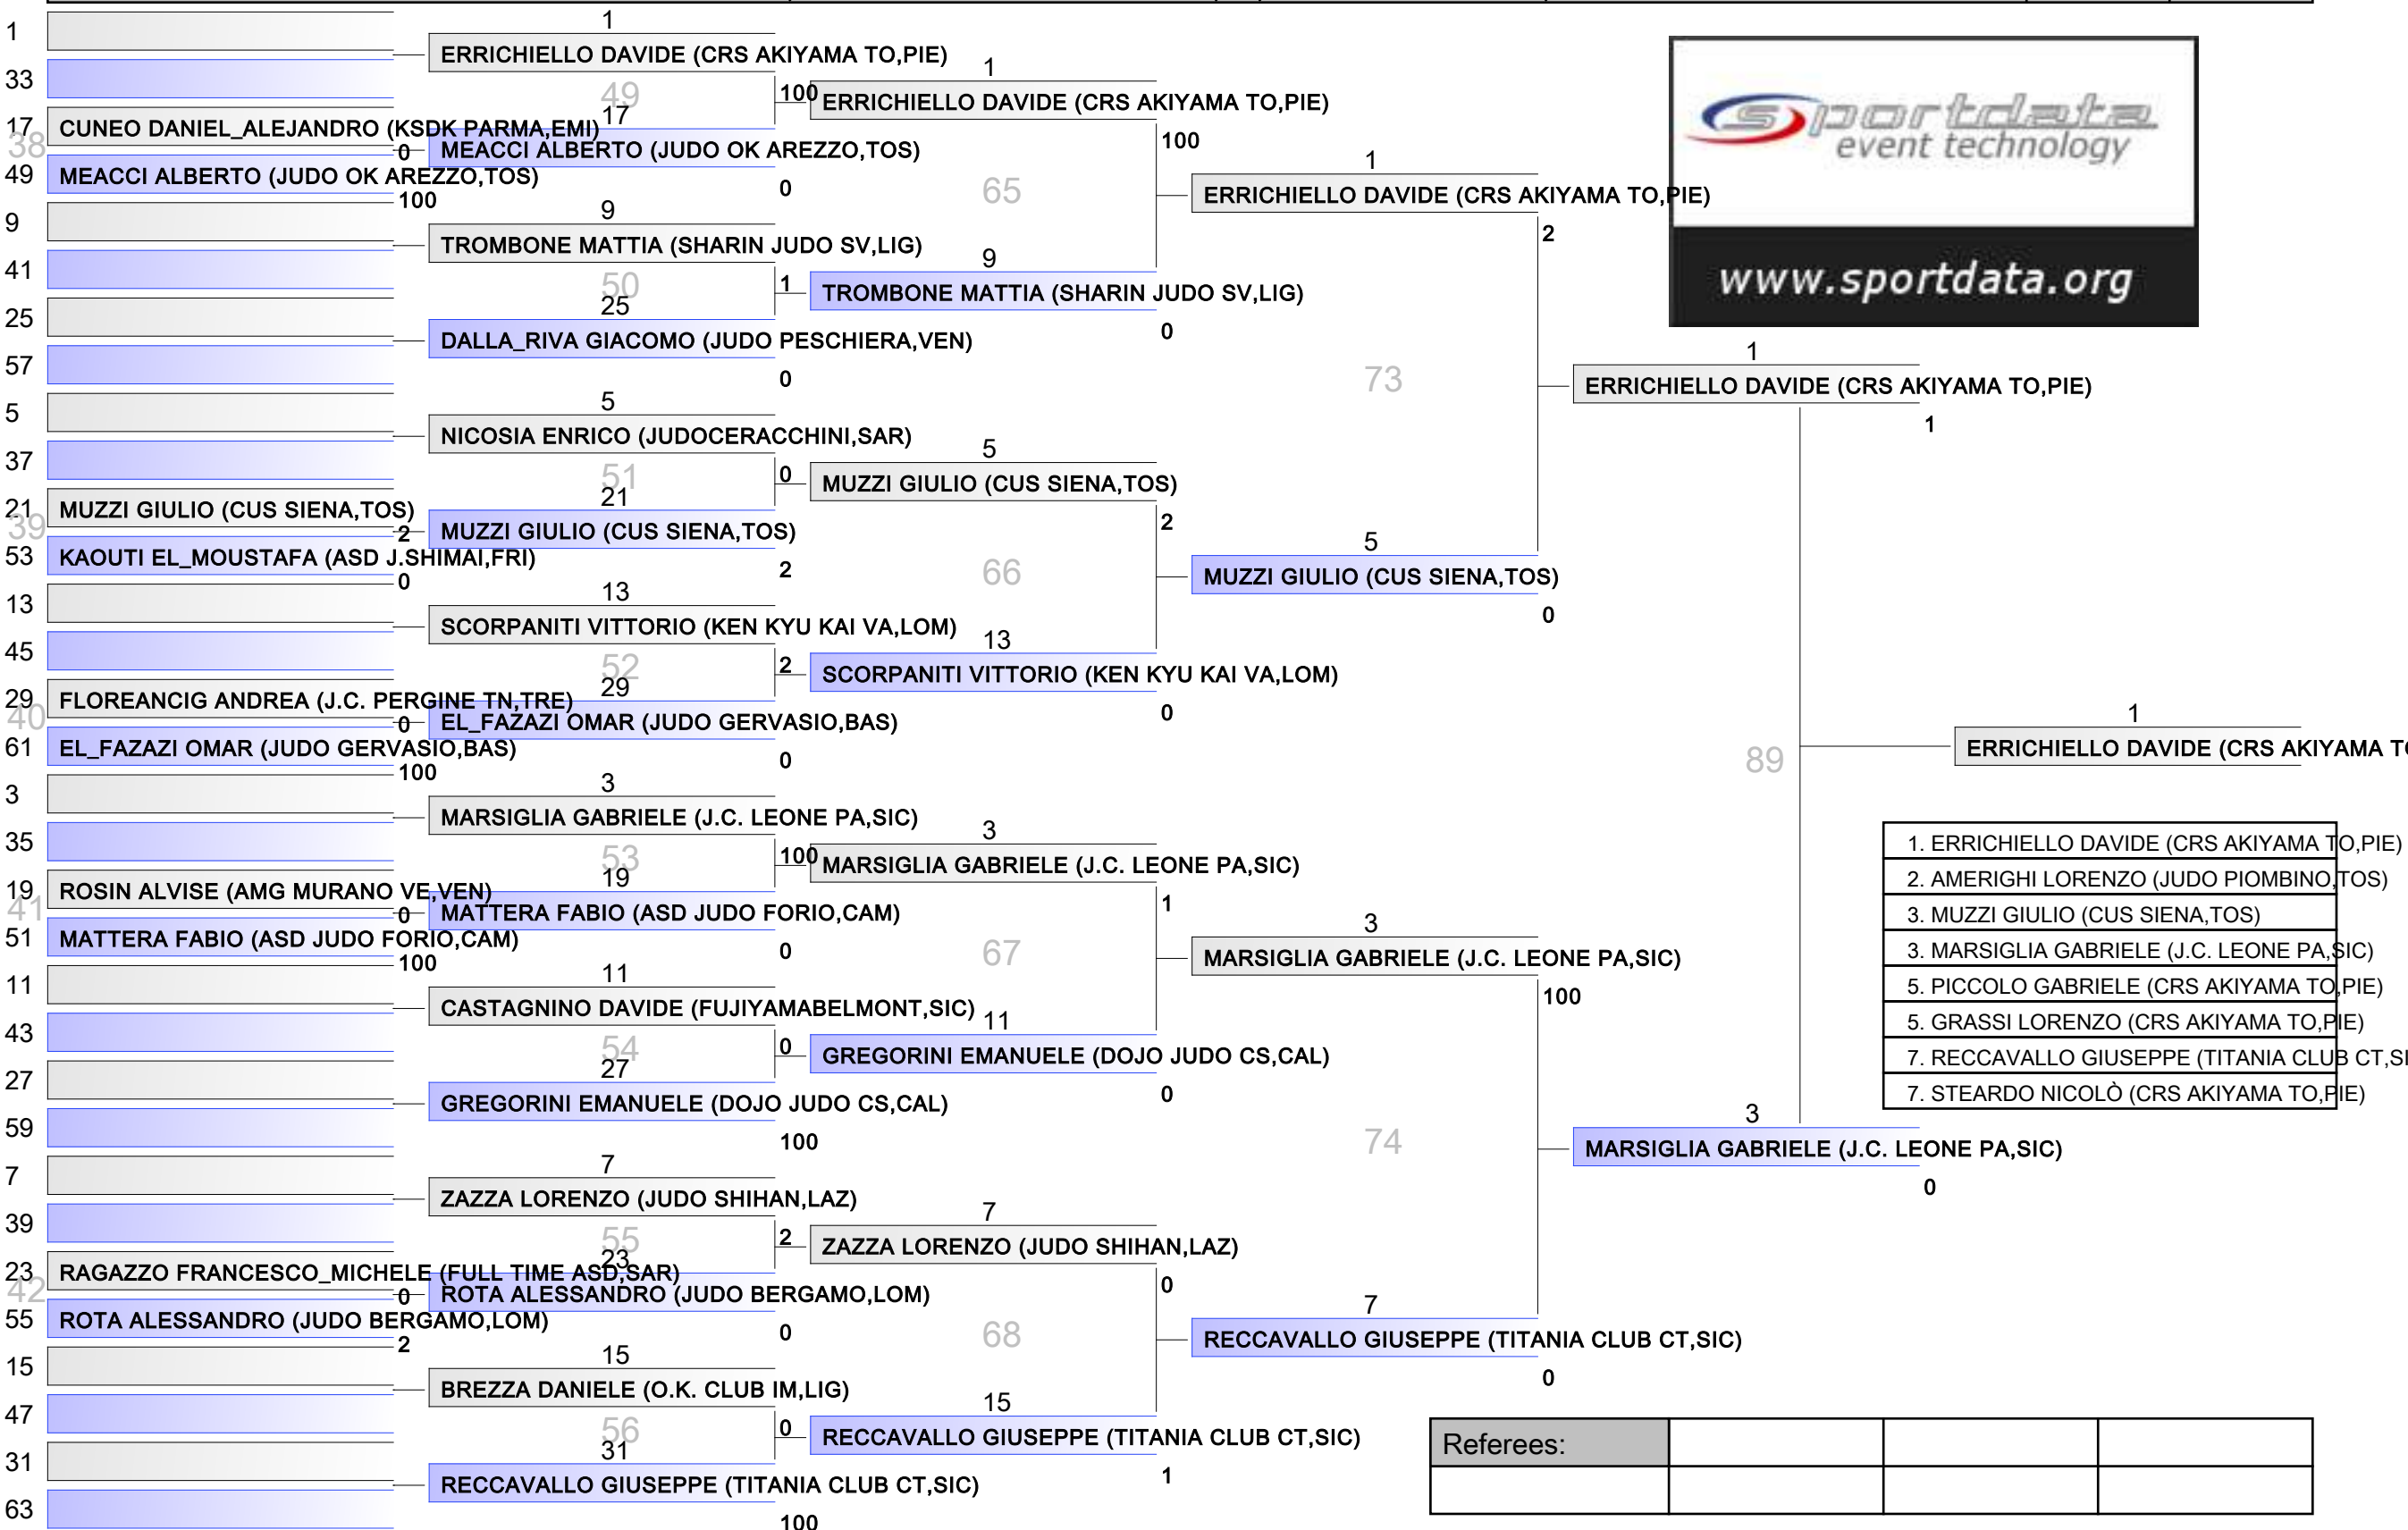 1
33
17
CUNEO DANIEL_ALEJANDRO (KSDK PARMA,EMI)
38
0
49
MEACCI ALBERTO (JUDO OK AREZZO,TOS)
100
9
41
25
57
5
37
21
MUZZI GIULIO (CUS SIENA,TOS)
39
2
53
KAOUTI EL_MOUSTAFA (ASD J.SHIMAI,FRI)
0
13
45
29
FLOREANCIG ANDREA (J.C. PERGINE TN,TRE)
40
0
61
EL_FAZAZI OMAR (JUDO GERVASIO,BAS)
100
3
35
19
ROSIN ALVISE (AMG MURANO VE,VEN)
41
0
51
MATTERA FABIO (ASD JUDO FORIO,CAM)
100
11
43
27
59
7
39
23
RAGAZZO FRANCESCO_MICHELE (FULL TIME ASD,SAR)
42
0
55
ROTA ALESSANDRO (JUDO BERGAMO,LOM)
2
15
47
31
63
1
ERRICHIELLO DAVIDE (CRS AKIYAMA TO,PIE)
49
100
17
MEACCI ALBERTO (JUDO OK AREZZO,TOS)
0
9
TROMBONE MATTIA (SHARIN JUDO SV,LIG)
50
1
25
DALLA_RIVA GIACOMO (JUDO PESCHIERA,VEN)
0
5
NICOSIA ENRICO (JUDOCERACCHINI,SAR)
51
0
21
MUZZI GIULIO (CUS SIENA,TOS)
2
13
SCORPANITI VITTORIO (KEN KYU KAI VA,LOM)
52
2
29
EL_FAZAZI OMAR (JUDO GERVASIO,BAS)
0
3
MARSIGLIA GABRIELE (J.C. LEONE PA,SIC)
53
100
19
MATTERA FABIO (ASD JUDO FORIO,CAM)
0
11
CASTAGNINO DAVIDE (FUJIYAMABELMONT,SIC)
54
0
27
GREGORINI EMANUELE (DOJO JUDO CS,CAL)
100
7
ZAZZA LORENZO (JUDO SHIHAN,LAZ)
55
2
23
ROTA ALESSANDRO (JUDO BERGAMO,LOM)
0
15
BREZZA DANIELE (O.K. CLUB IM,LIG)
56
0
31
RECCAVALLO GIUSEPPE (TITANIA CLUB CT,SIC)
100
1
ERRICHIELLO DAVIDE (CRS AKIYAMA TO,PIE)
100
65
9
TROMBONE MATTIA (SHARIN JUDO SV,LIG)
0
5
MUZZI GIULIO (CUS SIENA,TOS)
2
66
13
SCORPANITI VITTORIO (KEN KYU KAI VA,LOM)
0
3
MARSIGLIA GABRIELE (J.C. LEONE PA,SIC)
1
67
11
GREGORINI EMANUELE (DOJO JUDO CS,CAL)
0
7
ZAZZA LORENZO (JUDO SHIHAN,LAZ)
0
68
15
RECCAVALLO GIUSEPPE (TITANIA CLUB CT,SIC)
1
1
ERRICHIELLO DAVIDE (CRS AKIYAMA TO,PIE)
2
73
5
MUZZI GIULIO (CUS SIENA,TOS)
0
3
MARSIGLIA GABRIELE (J.C. LEONE PA,SIC)
100
74
7
RECCAVALLO GIUSEPPE (TITANIA CLUB CT,SIC)
0
sportdata
event technology
www.sportdata.org
1
ERRICHIELLO DAVIDE (CRS AKIYAMA TO,PIE)
1
89
3
MARSIGLIA GABRIELE (J.C. LEONE PA,SIC)
0
1
ERRICHIELLO DAVIDE (CRS AKIYAMA
1. ERRICHIELLO DAVIDE (CRS AKIYAMA TO,PIE)
2. AMERIGHI LORENZO (JUDO PIOMBINO,TOS)
3. MUZZI GIULIO (CUS SIENA,TOS)
3. MARSIGLIA GABRIELE (J.C. LEONE PA,SIC)
5. PICCOLO GABRIELE (CRS AKIYAMA TO,PIE)
5. GRASSI LORENZO (CRS AKIYAMA TO,PIE)
7. RECCAVALLO GIUSEPPE (TITANIA CLUB CT,
7. STEARDO NICOLÒ (CRS AKIYAMA TO,PIE)
Referees: